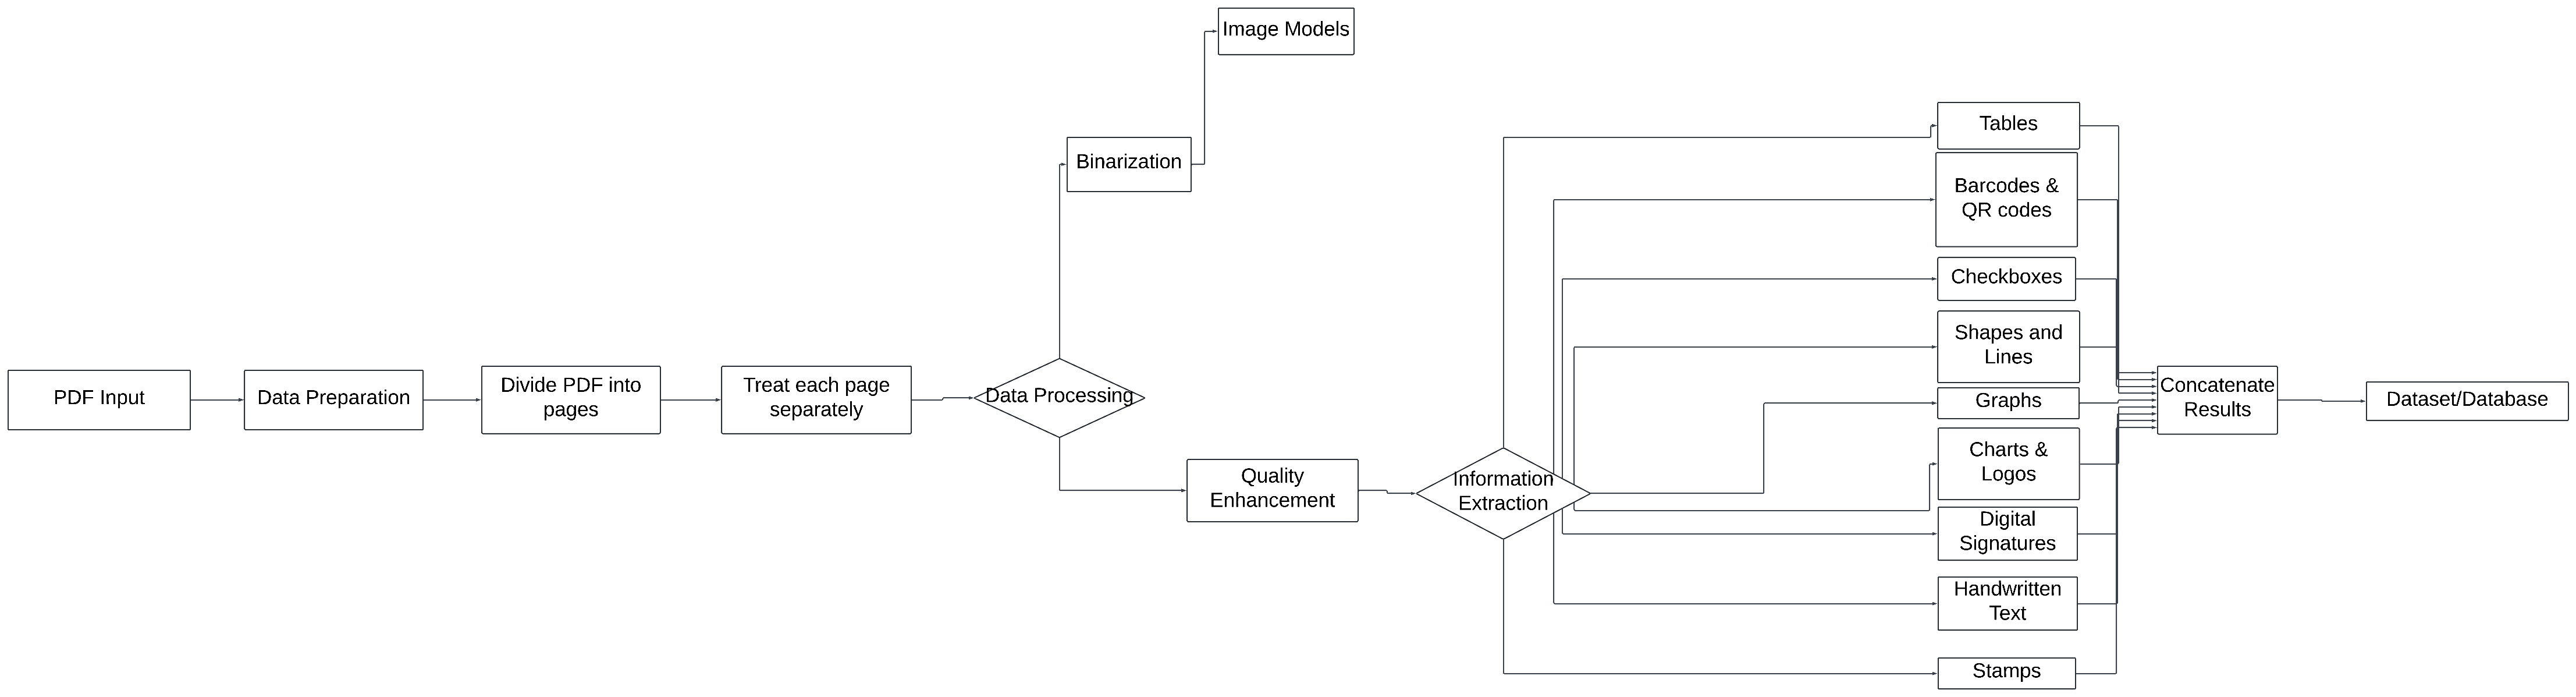 Image Models
Binarization
PDF Input
Data Preparation
Divide PDF into
pages
Treat each page
separately
Data Processing
Quality
Enhancement
Information
Extraction
Tables
Barcodes &
QR codes
Checkboxes
Shapes and
Lines
Graphs
Charts &
Logos
Digital
Signatures
Handwritten
Text
Stamps
Concatenate
Results
Dataset/Database